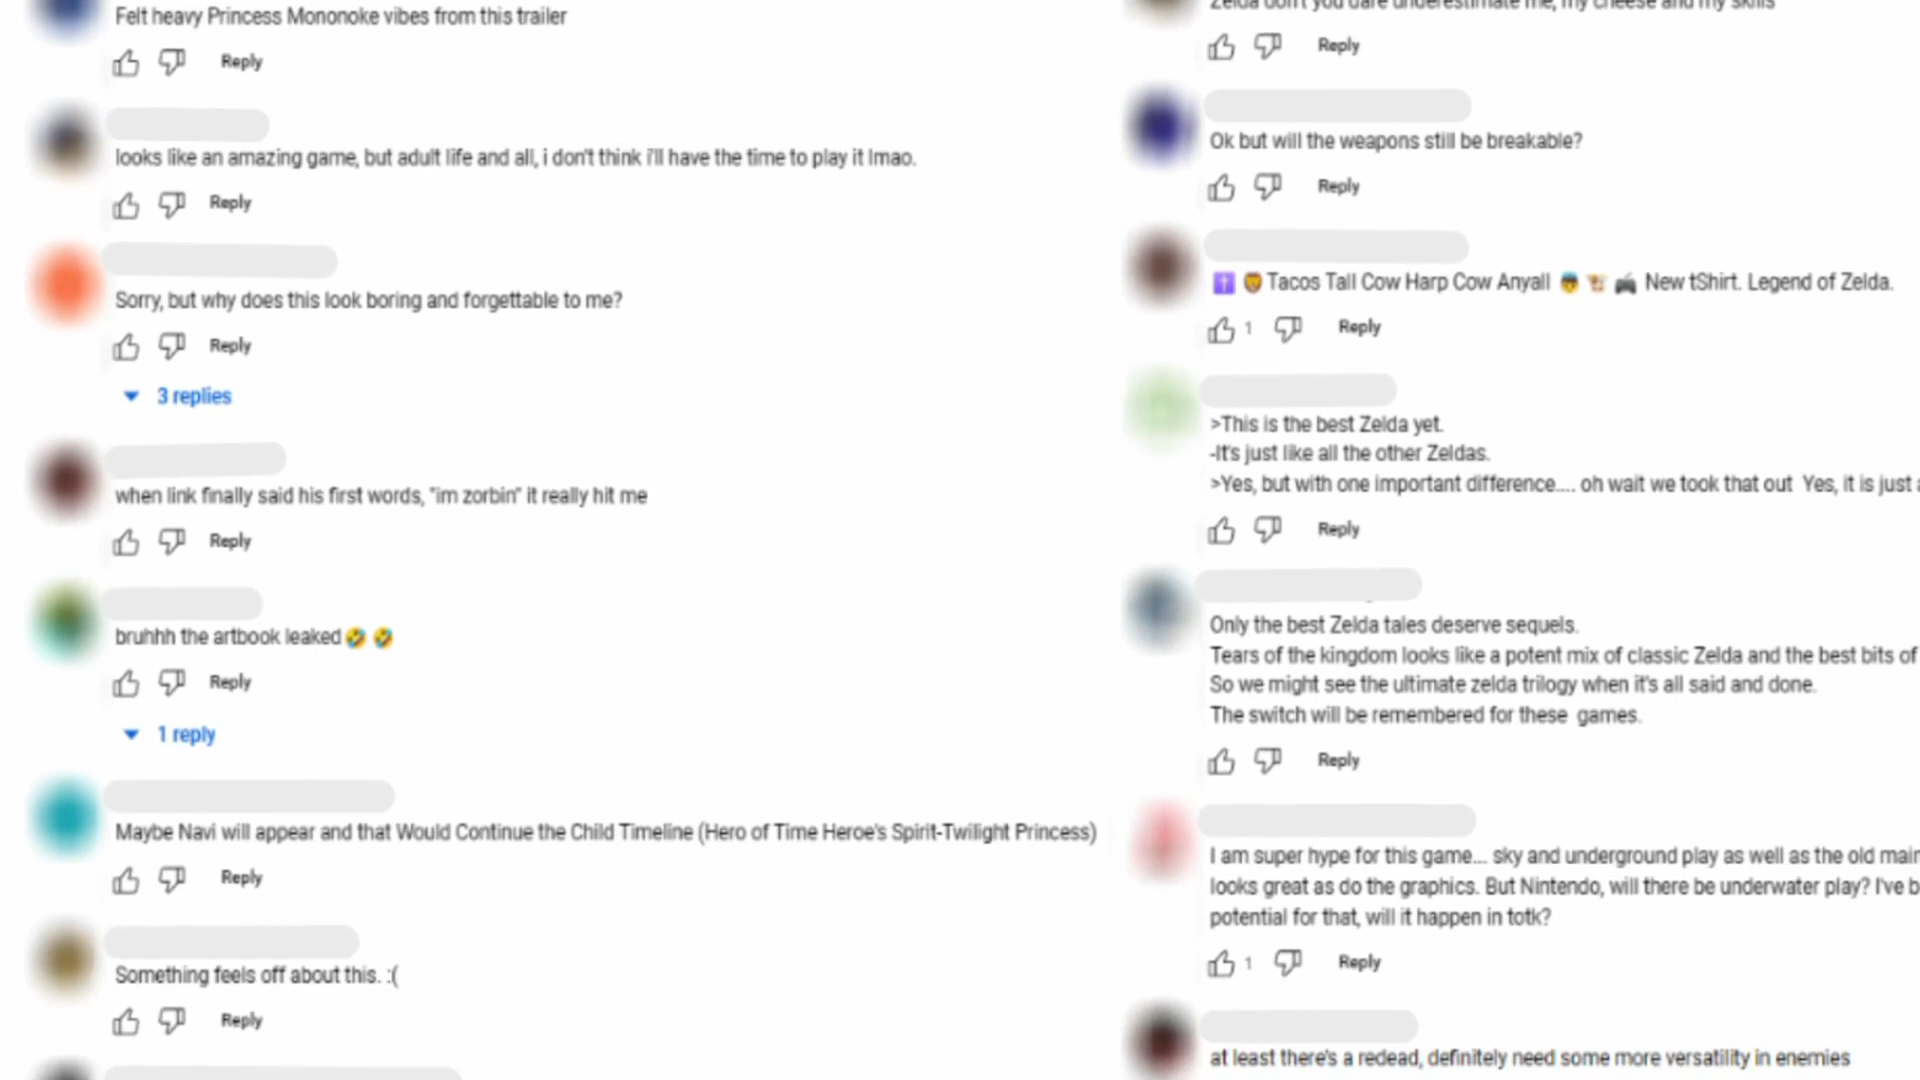 Felt heavy Princess Mononoke vibes from this trailer
Reply
looks like an amazing game, but adult life and all, i don't think i'll have the time to play it lmao.
Reply
Sorry, but why does this look boring and forgettable to me?
Reply
3 replies
when link finally said his first words, "im zorbin" it really hit me
Reply
bruhhh the artbook leaked🤣 🤣
Reply
1 reply
Maybe Navi will appear and that Would Continue the Child Timeline (Hero of Time Heroe's Spirit-Twilight Princess)
Reply
Something feels off about this. :(
Reply
Zelda don't you dare underestimate me, my cheese and my skills
Reply
Ok but will the weapons still be breakable?
Reply
Tacos Tall Cow Harp Cow Anyall New tShirt. Legend of Zelda.
1 Reply
>This is the best Zelda yet.
-It's just like all the other Zeldas.
>Yes, but with one important difference.... oh wait we took that out Yes, it is just
Reply
Only the best Zelda tales deserve sequels.
Tears of the kingdom looks like a potent mix of classic Zelda and the best bits of
So we might see the ultimate zelda trilogy when it's all said and done.
The switch will be remembered for these games.
Reply
I am super hype for this game... sky and underground play as well as the old
looks great as do the graphics. But Nintendo, will there be underwater play? I've
potential for that, will it happen in totk?
1 Reply
at least there's a redead, definitely need some more versatility in enemies